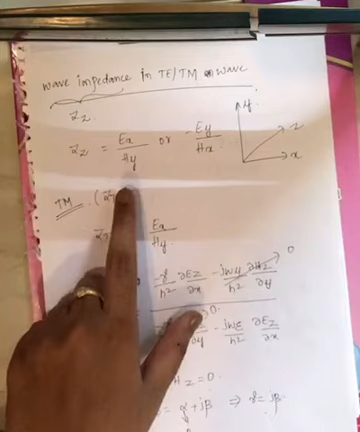 wave impedance in TE/TM wave
Zz.
Zz = Ex/Hy or -Ey/Hx
y
z
x
TM. (Z
Ex/Hy.
-γ/h² ∂Ez/∂x - jωμ/h² ∂Hz/∂y 0
0
∂y - jωε/h² ∂Ez/∂x
Hz = 0.
= α + jβ ⇒ γ = jβ.